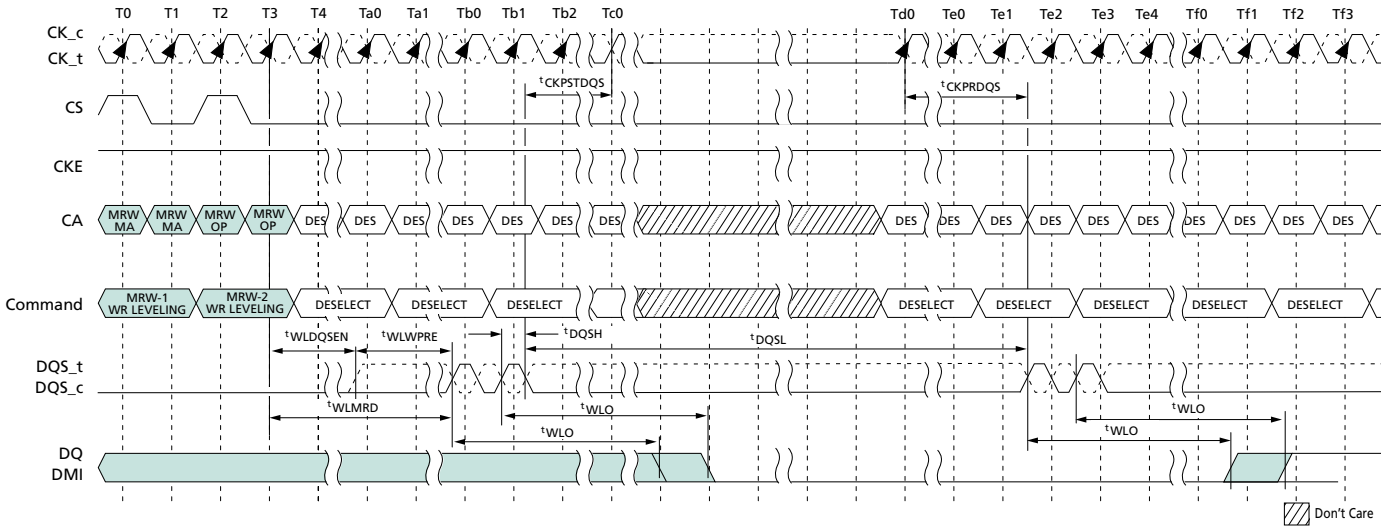 T0 T1 T2 T3 T4 Ta0 Ta1 Tb0 Tb1 Tb2 Tc0 Td0 Te0 Te1 Te2 Te3 Te4 Tf0 Tf1 Tf2 Tf3
CK_c
CK_t
tCKPSTDQS tCKPRDQS
CS
CKE
CA MRW MA MRW MA MRW OP MRW OP DES DES DES DES DES DES DES DES DES DES DES DES DES DES DES DES DES
Command MRW-1 WR LEVELING MRW-2 WR LEVELING DESELECT DESELECT DESELECT DESELECT DESELECT DESELECT DESELECT DESELECT
tWLDQSEN tWLWPRE tDQSH tDQSL
DQS_t
DQS_c
tWLMRD tWLO tWLO
tWLO tWLO
DQ
DMI
Don't Care